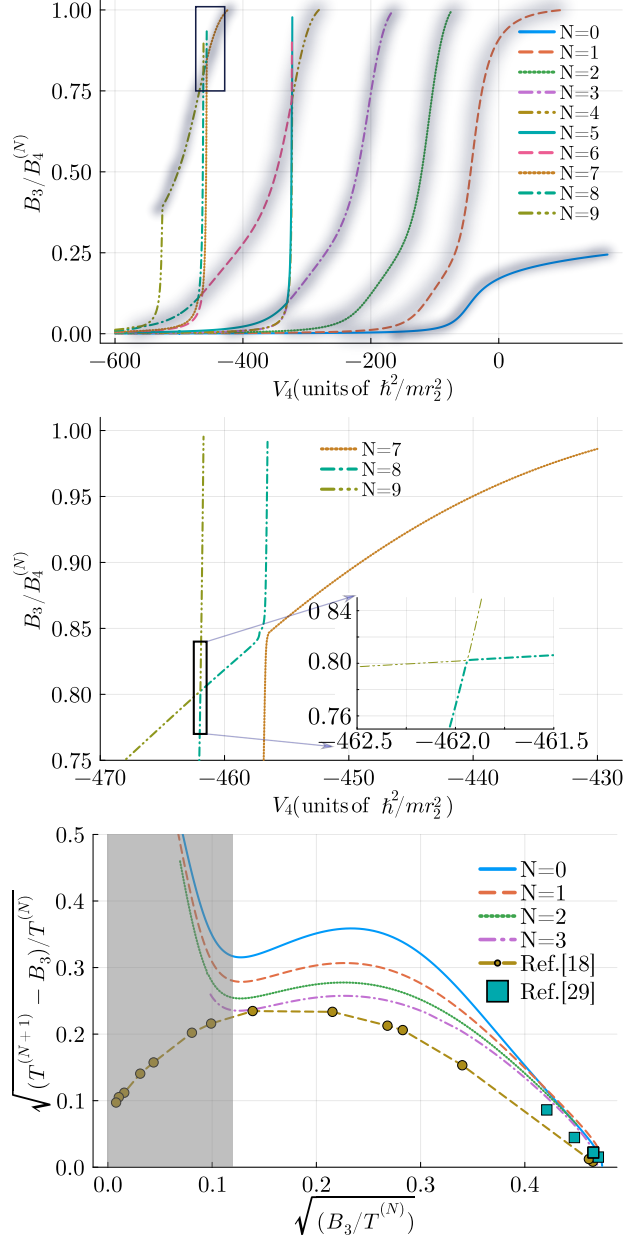 1.00
0.75
0.50
0.25
0.00
B₃/B₄⁽ᴺ⁾
N=0
N=1
N=2
N=3
N=4
N=5
N=6
N=7
N=8
N=9
−600 −400 −200 0
V₄(units of ℏ²/mr₂²)
1.00
0.95
0.90
0.85
0.80
0.75
B₃/B₄⁽ᴺ⁾
N=7
N=8
N=9
0.84
0.80
0.76
−462.5 −462.0 −461.5
−470 −460 −450 −440 −430
V₄(units of ℏ²/mr₂²)
0.5
0.4
0.3
0.2
0.1
0.0
√(T⁽ᴺ⁺¹⁾ − B₃)/T⁽ᴺ⁾
N=0
N=1
N=2
N=3
Ref.[18]
Ref.[29]
0.0 0.1 0.2 0.3 0.4
√(B₃/T⁽ᴺ⁾)